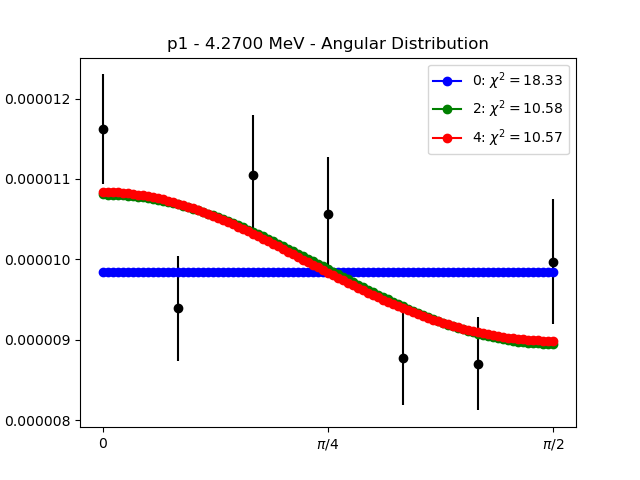 p1 - 4.2700 MeV - Angular Distribution
0: χ² = 18.33
2: χ² = 10.58
4: χ² = 10.57
0.000012
0.000011
0.000010
0.000009
0.000008
0
π/4
π/2